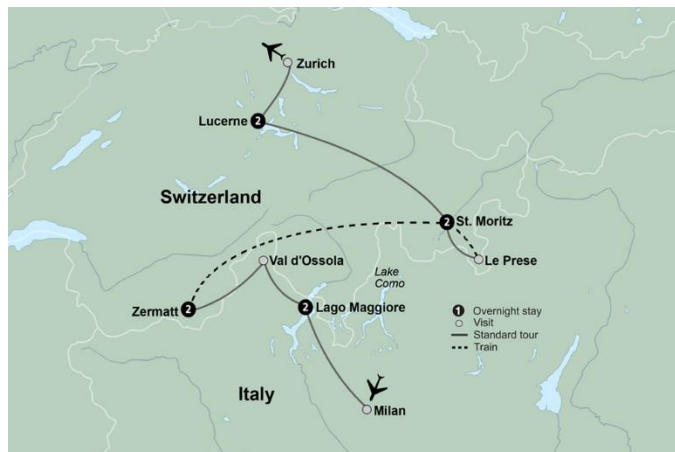 Zurich
Lucerne 2
Switzerland
2 St. Moritz
Val d'Ossola
Le Prese
Lake
Como
Zermatt 2
2 Lago Maggiore
1 Overnight stay
Visit
Standard tour
Train
Italy
Milan